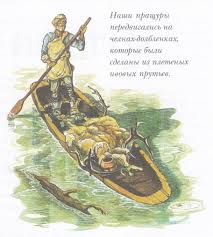 Наши пращуры
передвигались на
челнах-долбленках,
которые были
сделаны из плетеных
ивовых прутьев.